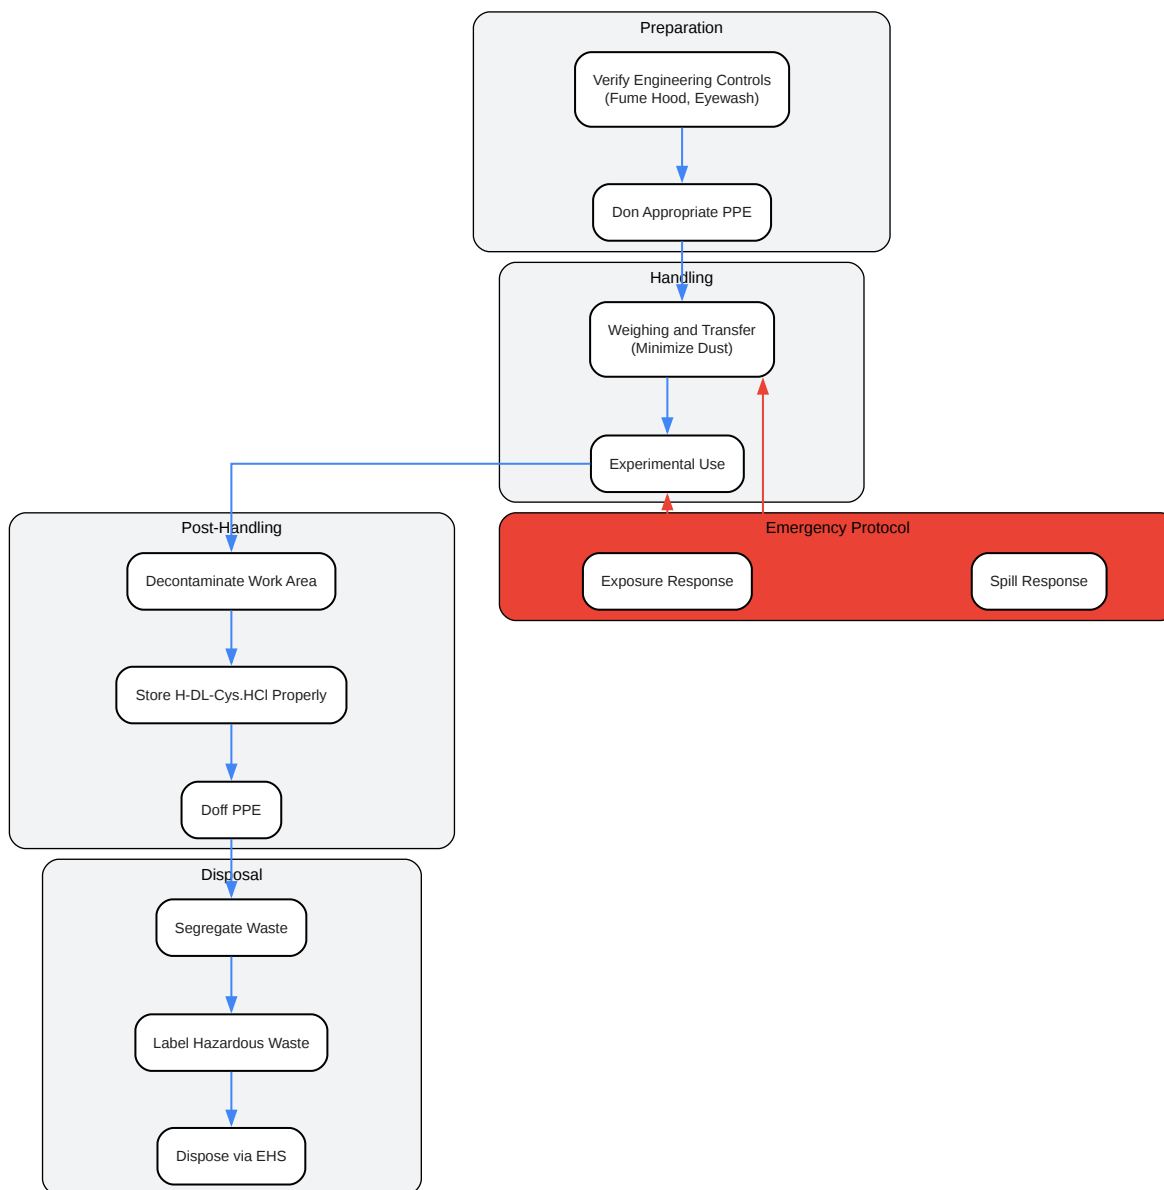 Preparation
Verify Engineering Controls
(Fume Hood, Eyewash)
Don Appropriate PPE
Handling
Weighing and Transfer
(Minimize Dust)
Experimental Use
Post-Handling
Decontaminate Work Area
Store H-DL-Cys.HCl Properly
Doff PPE
Emergency Protocol
Exposure Response
Spill Response
Disposal
Segregate Waste
Label Hazardous Waste
Dispose via EHS